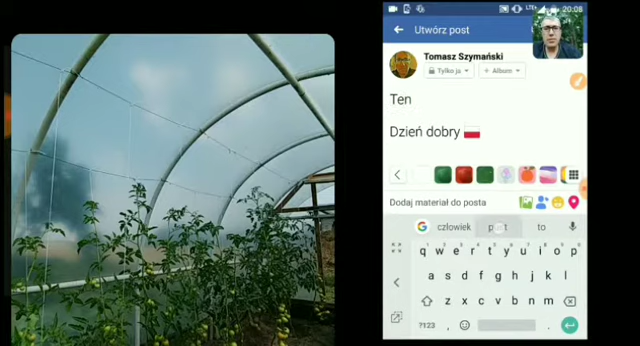 20:08
Utwórz post
Tomasz Szymański
Tylko ja
+ Album
Ten
Dzień dobry
Dodaj materiał do posta
G człowiek to
q w e r t y u i o p
a s d f g h j k l
z x c v b n m
?123 , .